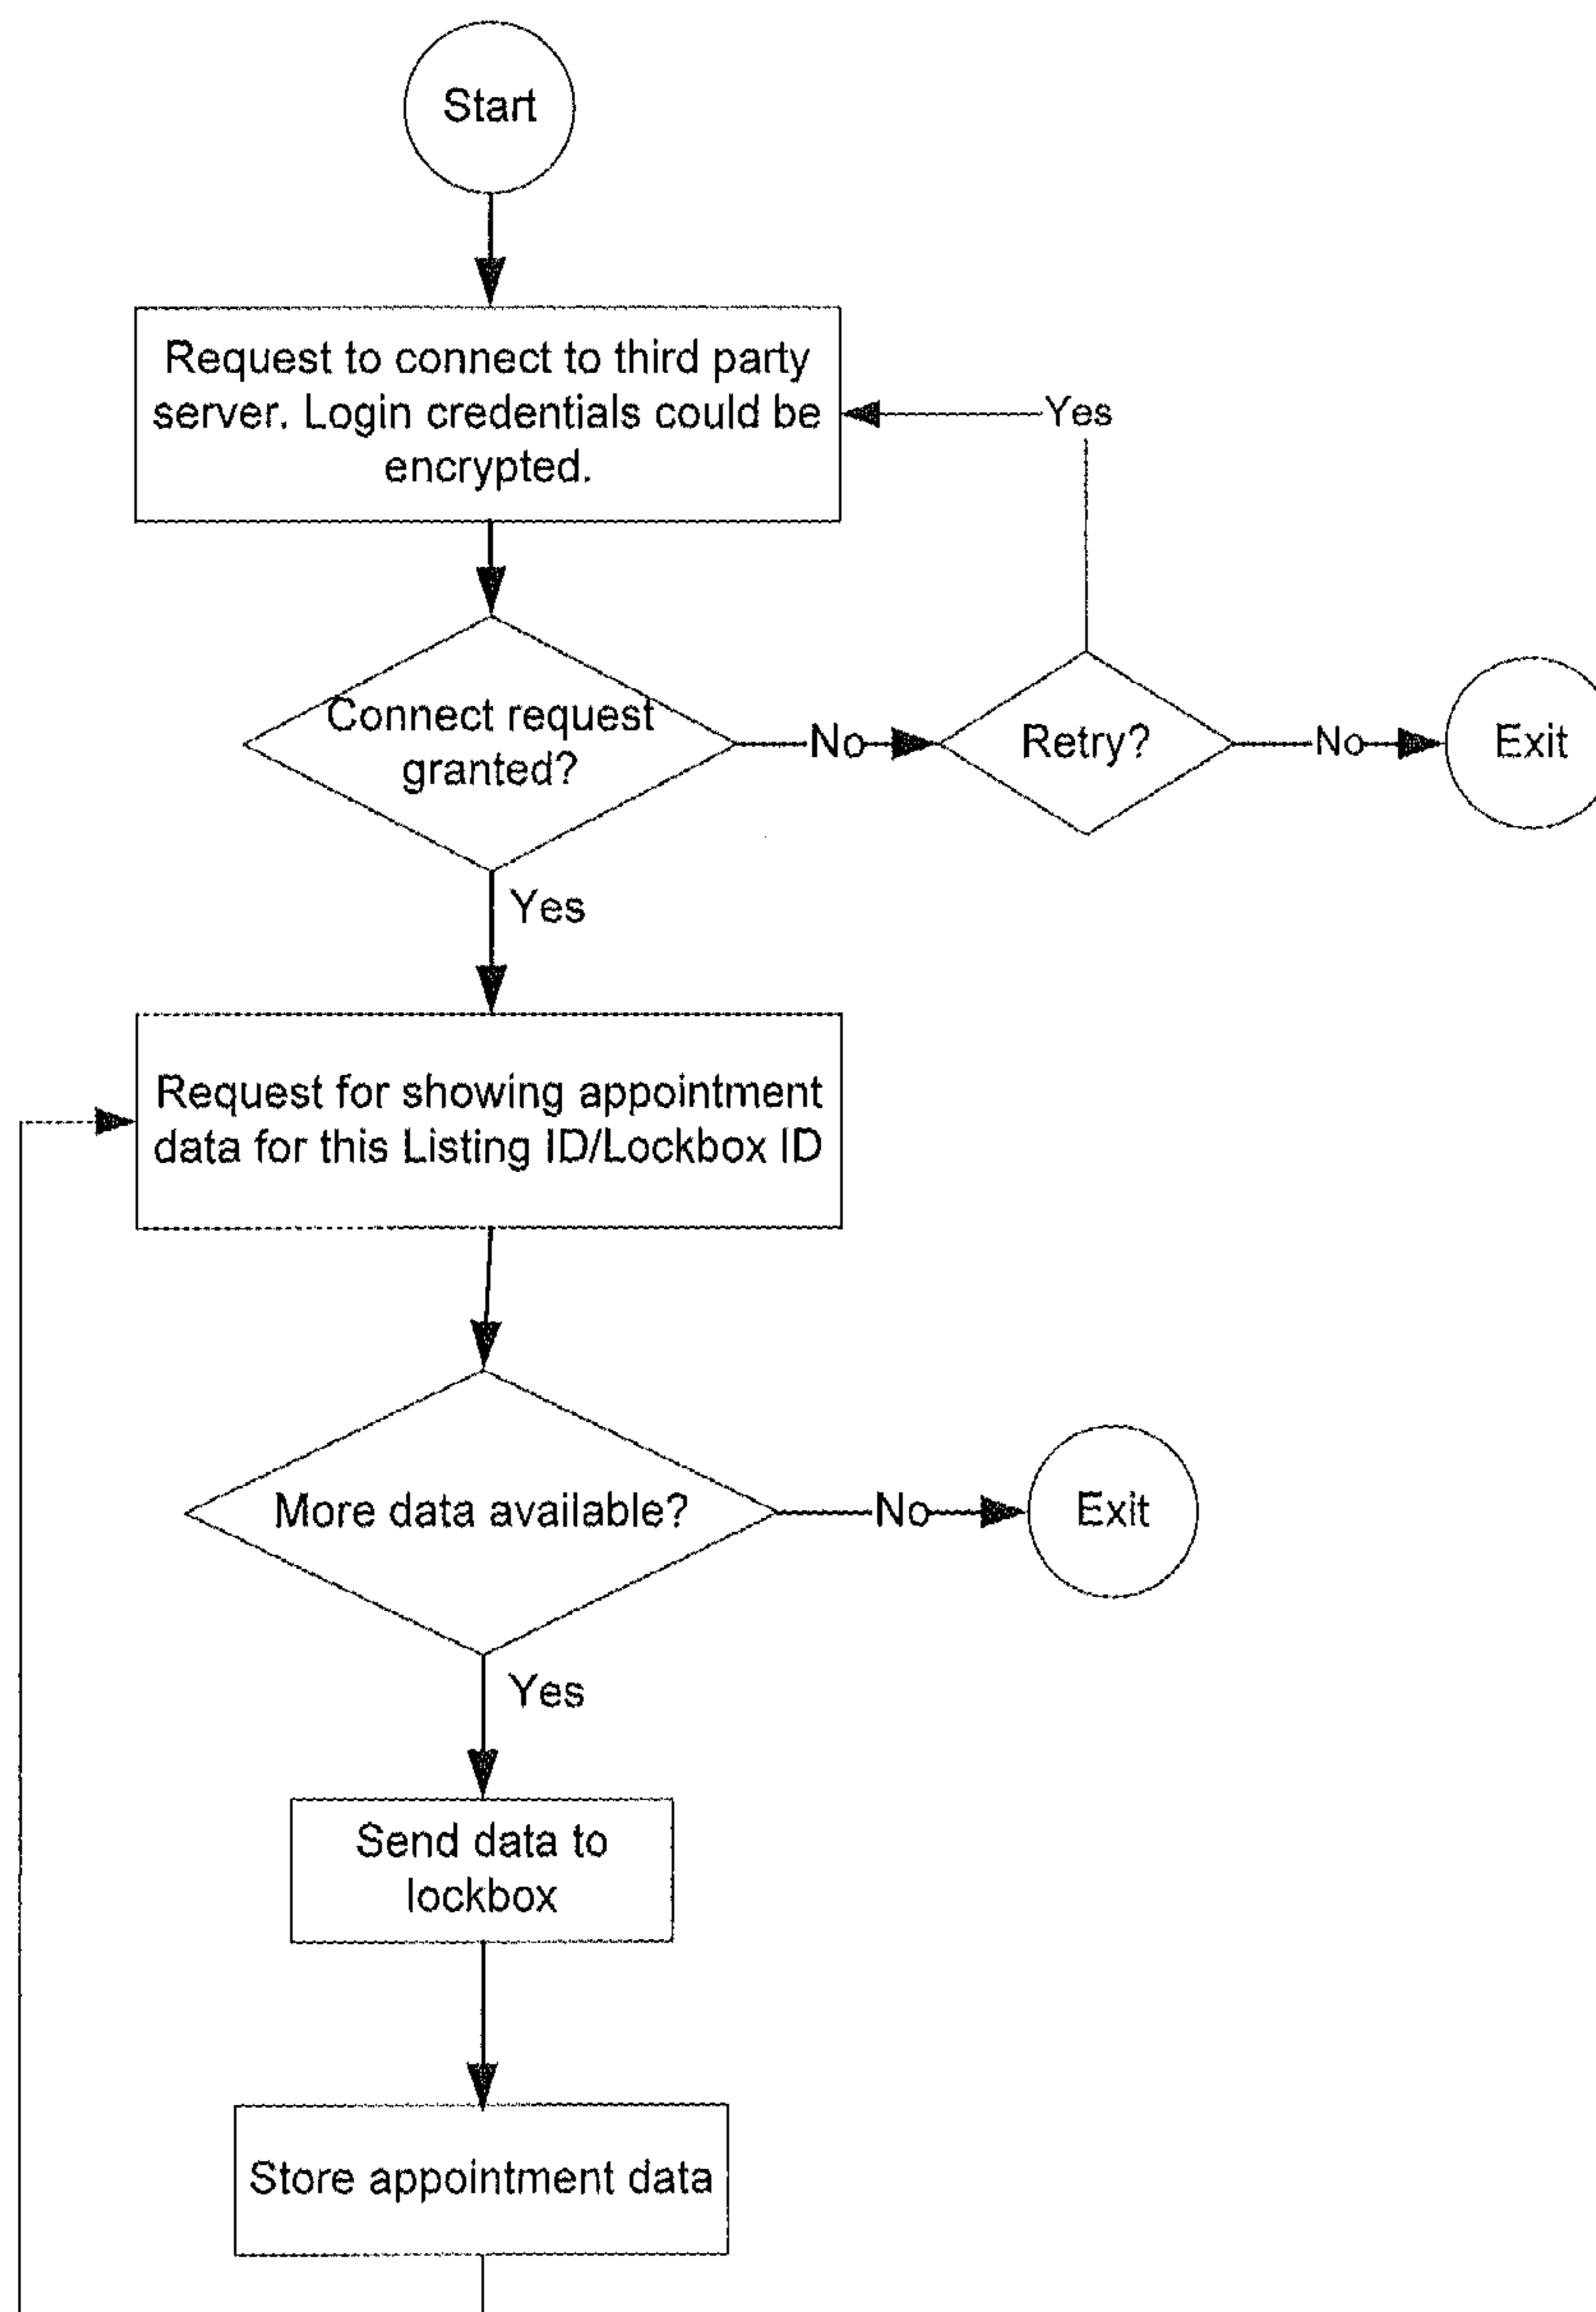 Start
Request to connect to third party
server. Login credentials could be
encrypted.
Yes
Connect request
granted?
No
Retry?
No
Exit
Yes
Request for showing appointment
data for this Listing ID/Lockbox ID
More data available?
No
Exit
Yes
Send data to
lockbox
Store appointment data